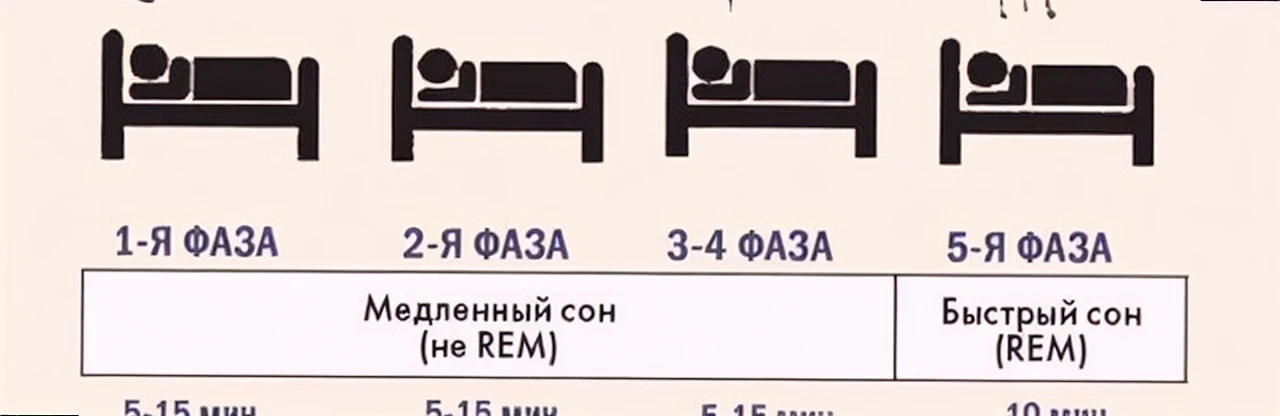 1-Я ФАЗА 2-Я ФАЗА 3-4 ФАЗА 5-Я ФАЗА
Медленный сон
(не REM)
Быстрый сон
(REM)
5-15 мин 5-15 мин 5-15 мин 10 мин